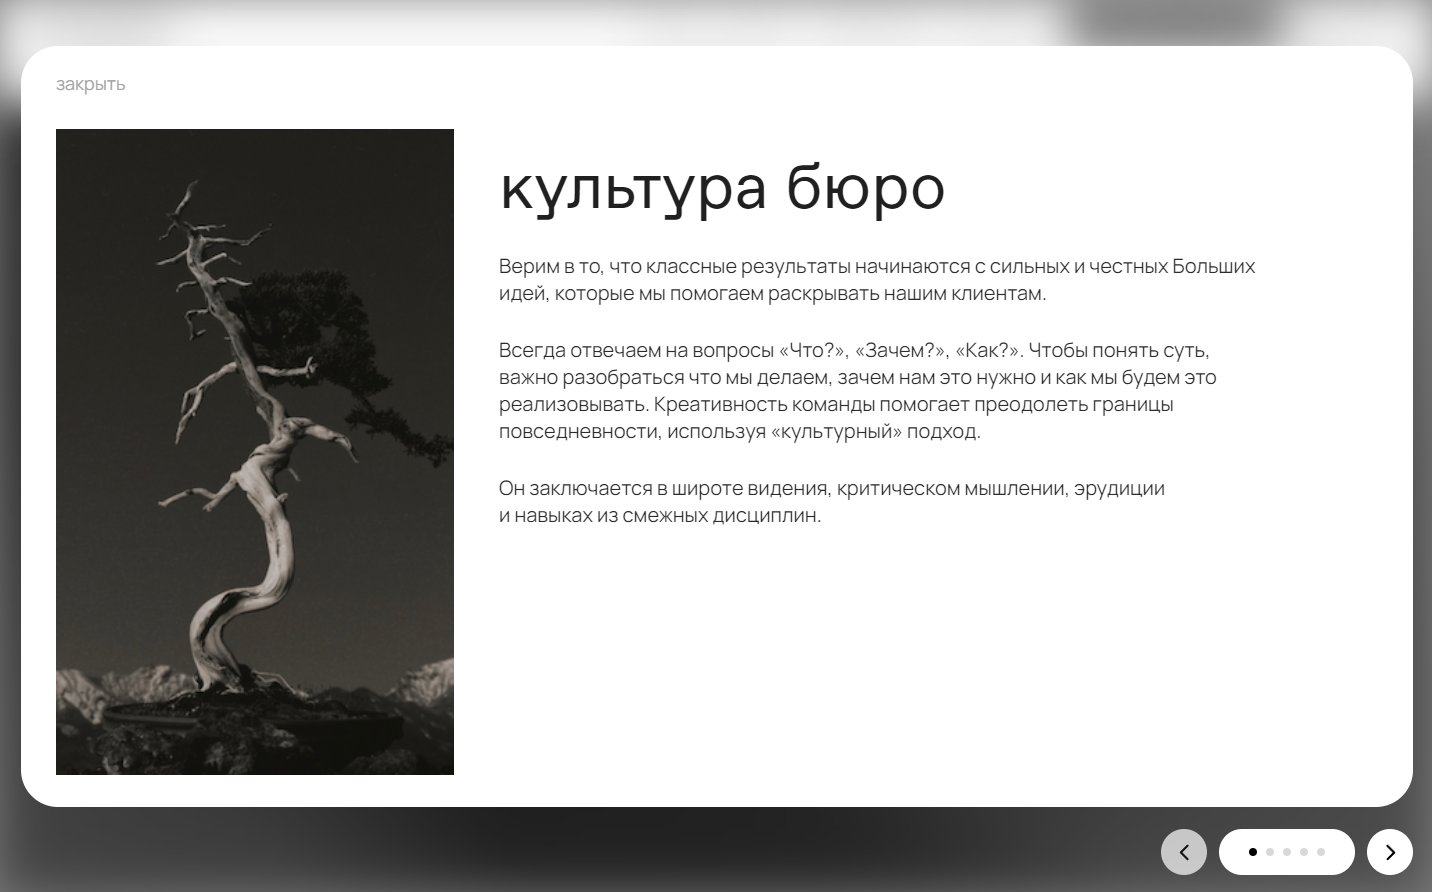 закрыть
культура бюро
Верим в то, что классные результаты начинаются с сильных и честных Больших
идей, которые мы помогаем раскрывать нашим клиентам.
Всегда отвечаем на вопросы «Что?», «Зачем?», «Как?». Чтобы понять суть,
важно разобраться что мы делаем, зачем нам это нужно и как мы будем это
реализовывать. Креативность команды помогает преодолеть границы
повседневности, используя «культурный» подход.
Он заключается в широте видения, критическом мышлении, эрудиции
и навыках из смежных дисциплин.